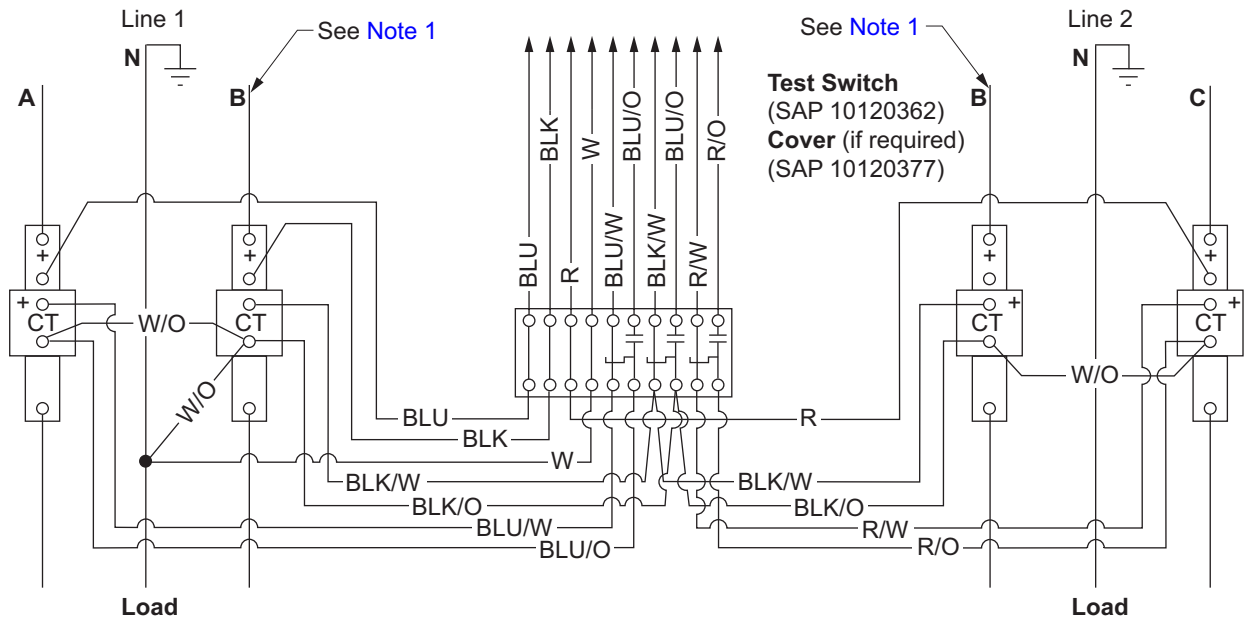 Line 1
See Note 1
See Note 1
Line 2
N
N
A
B
B
C
Test Switch
(SAP 10120362)
Cover (if required)
(SAP 10120377)
BLU
BLK
R
W
BLU/W
BLU/O
BLK/W
BLU/O
R/W
R/O
+
+
+
+
+
+
+
CT
W/O
CT
CT
CT
W/O
W/O
BLU
R
BLK
W
BLK/W
BLK/W
BLK/O
BLK/O
BLU/W
R/W
BLU/O
R/O
Load
Load